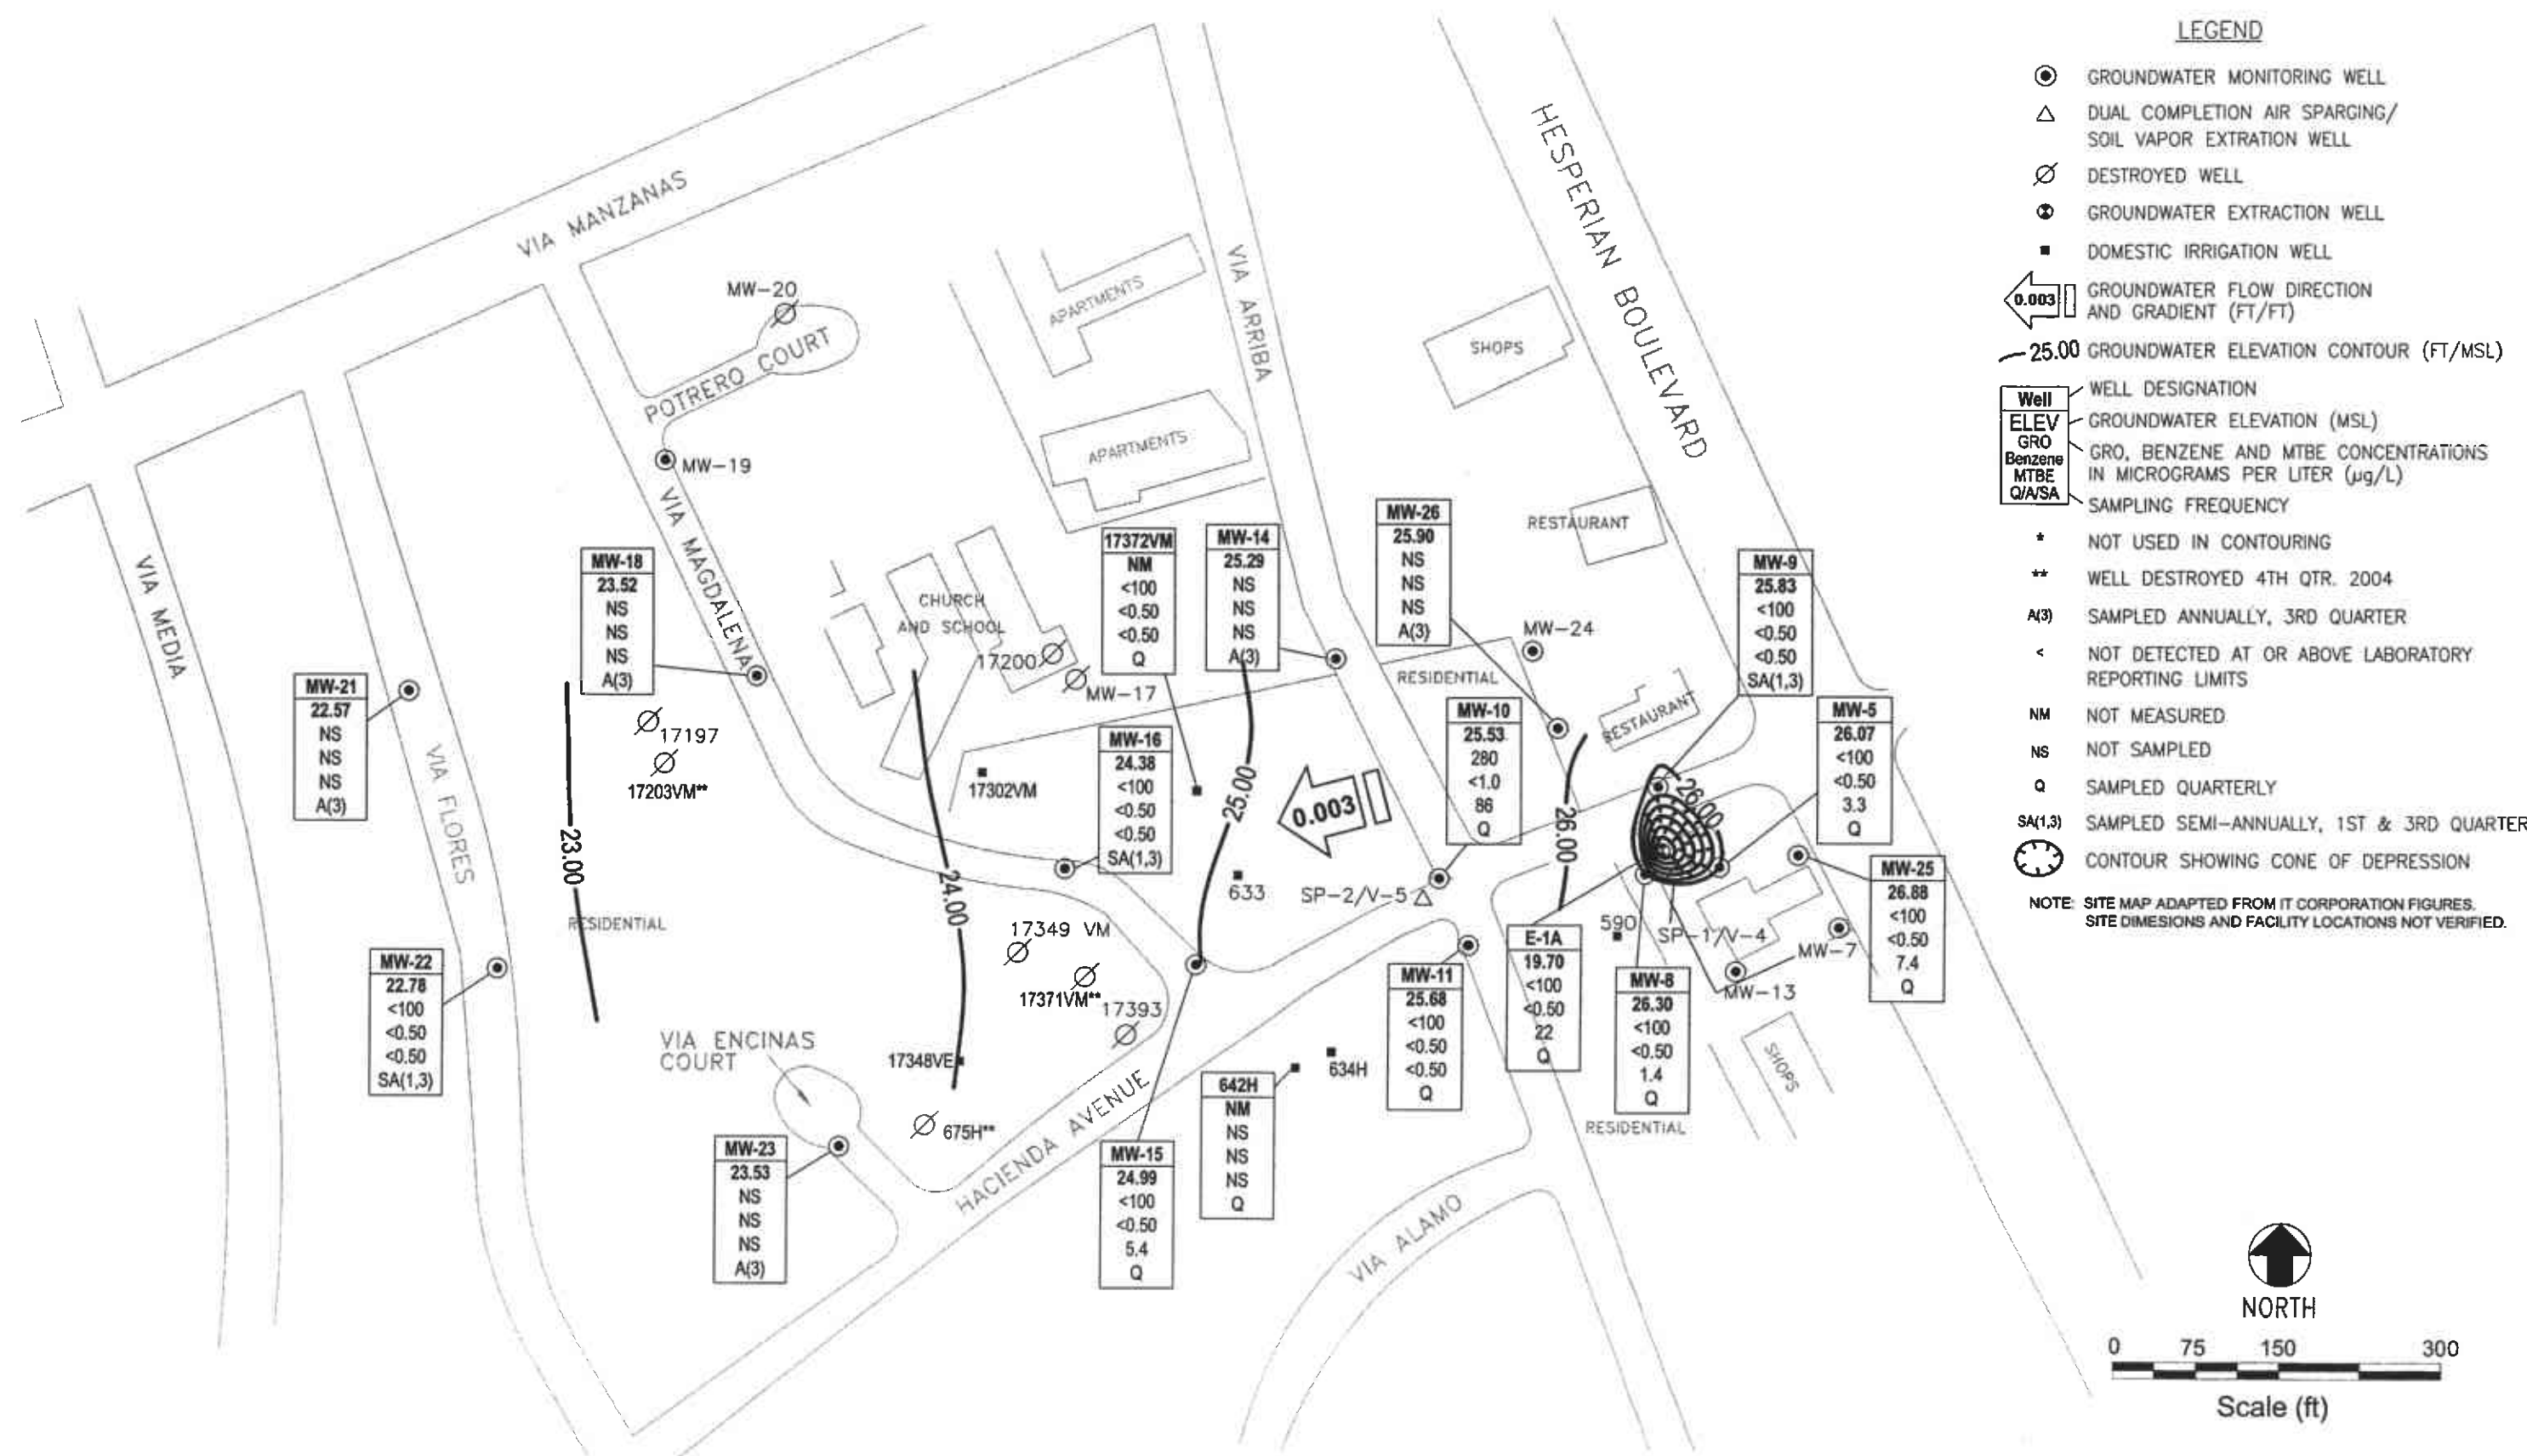 LEGEND
GROUNDWATER MONITORING WELL
DUAL COMPLETION AIR SPARGING/
SOIL VAPOR EXTRATION WELL
DESTROYED WELL
GROUNDWATER EXTRACTION WELL
DOMESTIC IRRIGATION WELL
0.003
GROUNDWATER FLOW DIRECTION
AND GRADIENT (FT/FT)
25.00 GROUNDWATER ELEVATION CONTOUR (FT/MSL)
Well
ELEV
GRO
Benzene
MTBE
Q/A/SA
WELL DESIGNATION
GROUNDWATER ELEVATION (MSL)
GRO, BENZENE AND MTBE CONCENTRATIONS
IN MICROGRAMS PER LITER (µg/L)
SAMPLING FREQUENCY
* NOT USED IN CONTOURING
** WELL DESTROYED 4TH QTR. 2004
A(3) SAMPLED ANNUALLY, 3RD QUARTER
< NOT DETECTED AT OR ABOVE LABORATORY
REPORTING LIMITS
NM NOT MEASURED
NS NOT SAMPLED
Q SAMPLED QUARTERLY
SA(1,3) SAMPLED SEMI-ANNUALLY, 1ST & 3RD QUARTER
CONTOUR SHOWING CONE OF DEPRESSION
NOTE: SITE MAP ADAPTED FROM IT CORPORATION FIGURES.
SITE DIMESIONS AND FACILITY LOCATIONS NOT VERIFIED.
NORTH
0 75 150 300
Scale (ft)
VIA MANZANAS
HESPERIAN BOULEVARD
VIA ARRIBA
MW-20
POTRERO COURT
APARTMENTS
SHOPS
APARTMENTS
MW-19
VIA MAGDALENA
RESTAURANT
VIA MEDIA
MW-18
23.52
NS
NS
NS
A(3)
CHURCH
AND SCHOOL
17200
MW-17
17372VM
NM
<100
<0.50
<0.50
Q
MW-14
25.29
NS
NS
NS
A(3)
MW-26
25.90
NS
NS
NS
A(3)
MW-24
MW-9
25.83
<100
<0.50
<0.50
SA(1,3)
RESIDENTIAL
RESTAURANT
MW-21
22.57
NS
NS
NS
A(3)
VIA FLORES
17197
17203VM**
MW-16
24.38
<100
<0.50
<0.50
SA(1,3)
17302VM
25.00
0.003
MW-10
25.53
280
<1.0
86
Q
MW-5
26.07
<100
<0.50
3.3
Q
26.00
26.00
23.00
24.00
633
SP-2/V-5
MW-25
26.88
<100
<0.50
7.4
Q
RESIDENTIAL
17349 VM
17371VM**
17393
590
SP-1/V-4
MW-7
MW-13
MW-22
22.78
<100
<0.50
<0.50
SA(1,3)
E-1A
19.70
<100
<0.50
22
Q
MW-11
25.68
<100
<0.50
<0.50
Q
MW-8
26.30
<100
<0.50
1.4
Q
VIA ENCINAS
COURT
17348VE
634H
SHOPS
642H
NM
NS
NS
NS
Q
675H**
HACIENDA AVENUE
RESIDENTIAL
MW-23
23.53
NS
NS
NS
A(3)
MW-15
24.99
<100
<0.50
5.4
Q
VIA ALAMO